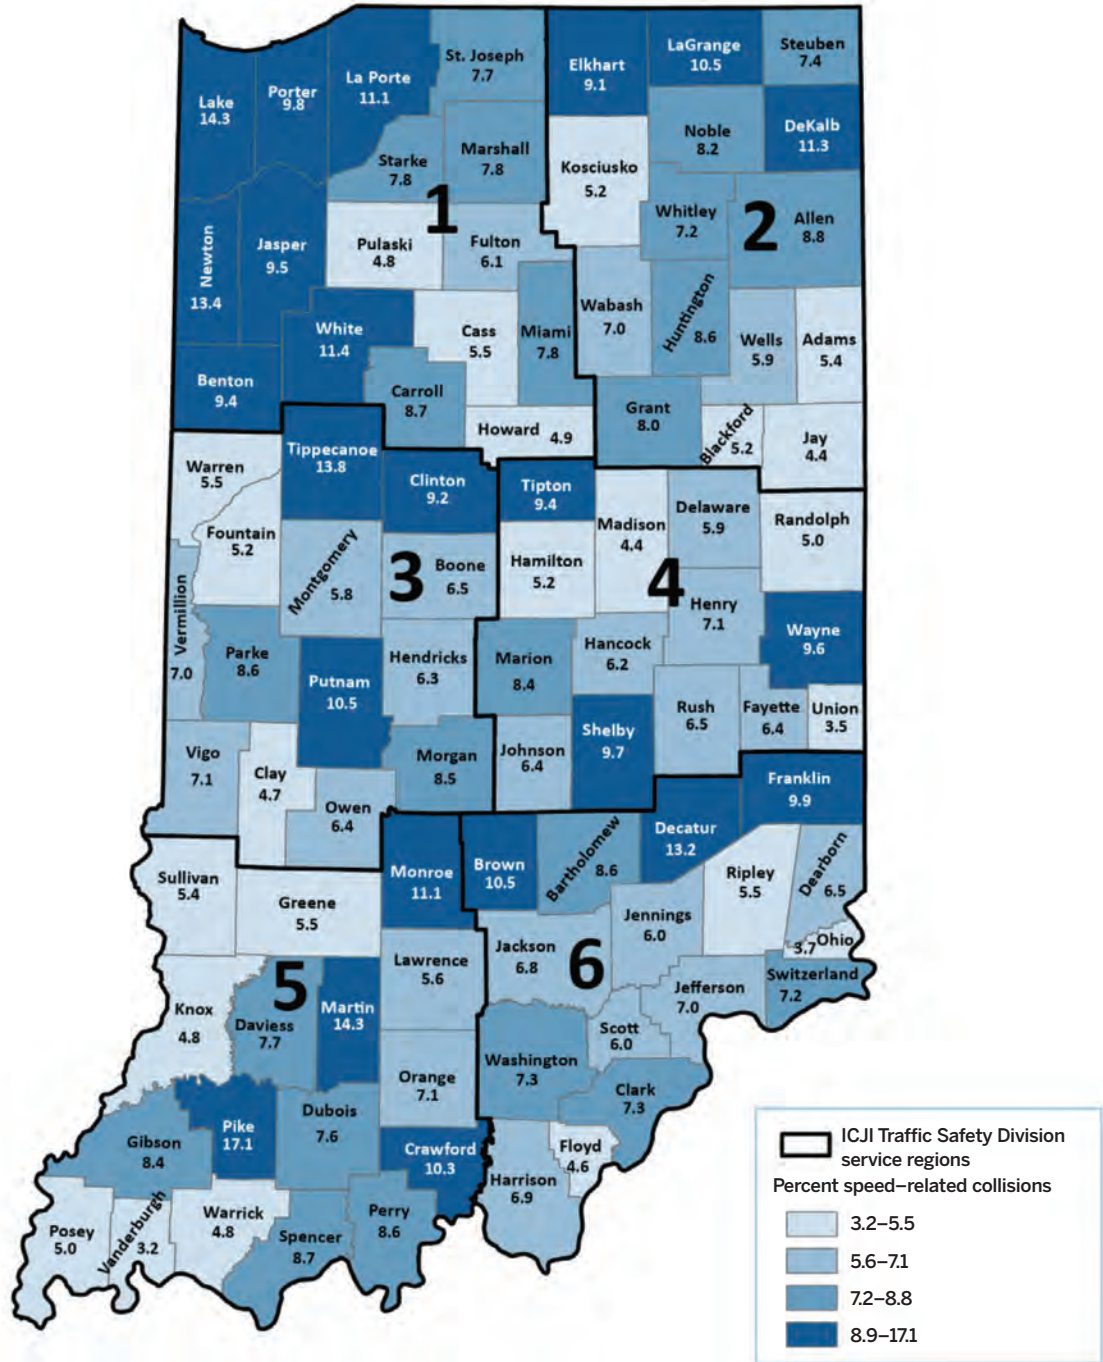 St. Joseph
7.7
Elkhart
9.1
LaGrange
10.5
Steuben
7.4
Lake
14.3
Porter
9.8
La Porte
11.1
Starke
7.8
Marshall
7.8
Kosciusko
5.2
Noble
8.2
DeKalb
11.3
1
2
Whitley
7.2
Allen
8.8
Newton
13.4
Jasper
9.5
Pulaski
4.8
Fulton
6.1
Wabash
7.0
Huntington
8.6
Wells
5.9
Adams
5.4
White
11.4
Cass
5.5
Miami
7.8
Benton
9.4
Carroll
8.7
Howard 4.9
Grant
8.0
Blackford
5.2
Jay
4.4
Warren
5.5
Tippecanoe
13.8
Clinton
9.2
Tipton
9.4
Madison
4.4
Delaware
5.9
Randolph
5.0
Fountain
5.2
Montgomery
5.8
3
Boone
6.5
Hamilton
5.2
4
Henry
7.1
Wayne
9.6
Vermillion
7.0
Parke
8.6
Putnam
10.5
Hendricks
6.3
Marion
8.4
Hancock
6.2
Shelby
9.7
Rush
6.5
Fayette
6.4
Union
3.5
Vigo
7.1
Clay
4.7
Owen
6.4
Morgan
8.5
Johnson
6.4
Franklin
9.9
Decatur
13.2
Sullivan
5.4
Greene
5.5
Monroe
11.1
Brown
10.5
Bartholomew
8.6
Ripley
5.5
Dearborn
6.5
Jennings
6.0
3.7 Ohio
Lawrence
5.6
Jackson
6.8
6
5
Knox
4.8
Daviess
7.7
Martin
14.3
Jefferson
7.0
Switzerland
7.2
Scott
6.0
Washington
7.3
Clark
7.3
Orange
7.1
Gibson
8.4
Pike
17.1
Dubois
7.6
Crawford
10.3
Floyd
4.6
Harrison
6.9
Posey
5.0
Vanderburgh
3.2
Warrick
4.8
Spencer
8.7
Perry
8.6
ICJI Traffic Safety Division
service regions
Percent speed–related collisions
3.2–5.5
5.6–7.1
7.2–8.8
8.9–17.1